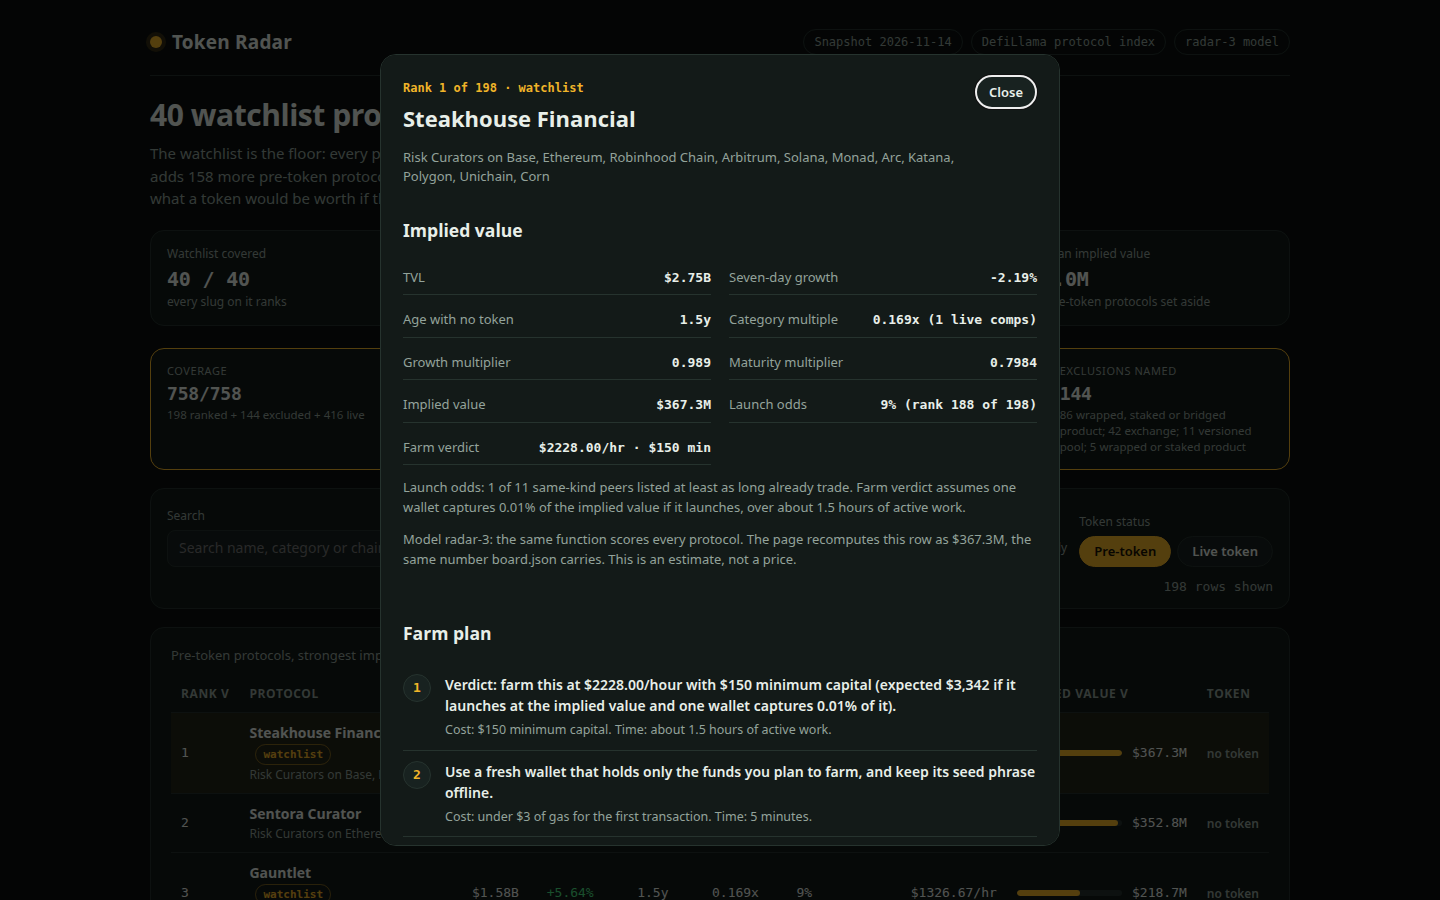 Token Radar
Snapshot 2026-11-14
DefiLlama protocol index
radar-3 model
40 watchlist pro
The watchlist is the floor: every p
adds 158 more pre-token protoc
what a token would be worth if t
Watchlist covered
40 / 40
every slug on it ranks
an implied value
.0M
e-token protocols set aside
COVERAGE
758/758
198 ranked + 144 excluded + 416 live
EXCLUSIONS NAMED
144
86 wrapped, staked or bridged
product; 42 exchange; 11 versioned
pool; 5 wrapped or staked product
Search
Search name, category or chai
y
Token status
Pre-token
Live token
198 rows shown
Pre-token protocols, strongest imp
RANK V
PROTOCOL
D VALUE V
TOKEN
1
Steakhouse Financ
watchlist
Risk Curators on Base,
$367.3M
no token
2
Sentora Curator
Risk Curators on Ethere
$352.8M
no token
3
Gauntlet
watchlist
$1.58B
+5.64%
1.5y
0.169x
9%
$1326.67/hr
$218.7M
no token
Rank 1 of 198 · watchlist
Close
Steakhouse Financial
Risk Curators on Base, Ethereum, Robinhood Chain, Arbitrum, Solana, Monad, Arc, Katana,
Polygon, Unichain, Corn
Implied value
TVL
$2.75B
Seven-day growth
-2.19%
Age with no token
1.5y
Category multiple
0.169x (1 live comps)
Growth multiplier
0.989
Maturity multiplier
0.7984
Implied value
$367.3M
Launch odds
9% (rank 188 of 198)
Farm verdict
$2228.00/hr · $150 min
Launch odds: 1 of 11 same-kind peers listed at least as long already trade. Farm verdict assumes one
wallet captures 0.01% of the implied value if it launches, over about 1.5 hours of active work.
Model radar-3: the same function scores every protocol. The page recomputes this row as $367.3M, the
same number board.json carries. This is an estimate, not a price.
Farm plan
1
Verdict: farm this at $2228.00/hour with $150 minimum capital (expected $3,342 if it
launches at the implied value and one wallet captures 0.01% of it).
Cost: $150 minimum capital. Time: about 1.5 hours of active work.
2
Use a fresh wallet that holds only the funds you plan to farm, and keep its seed phrase
offline.
Cost: under $3 of gas for the first transaction. Time: 5 minutes.